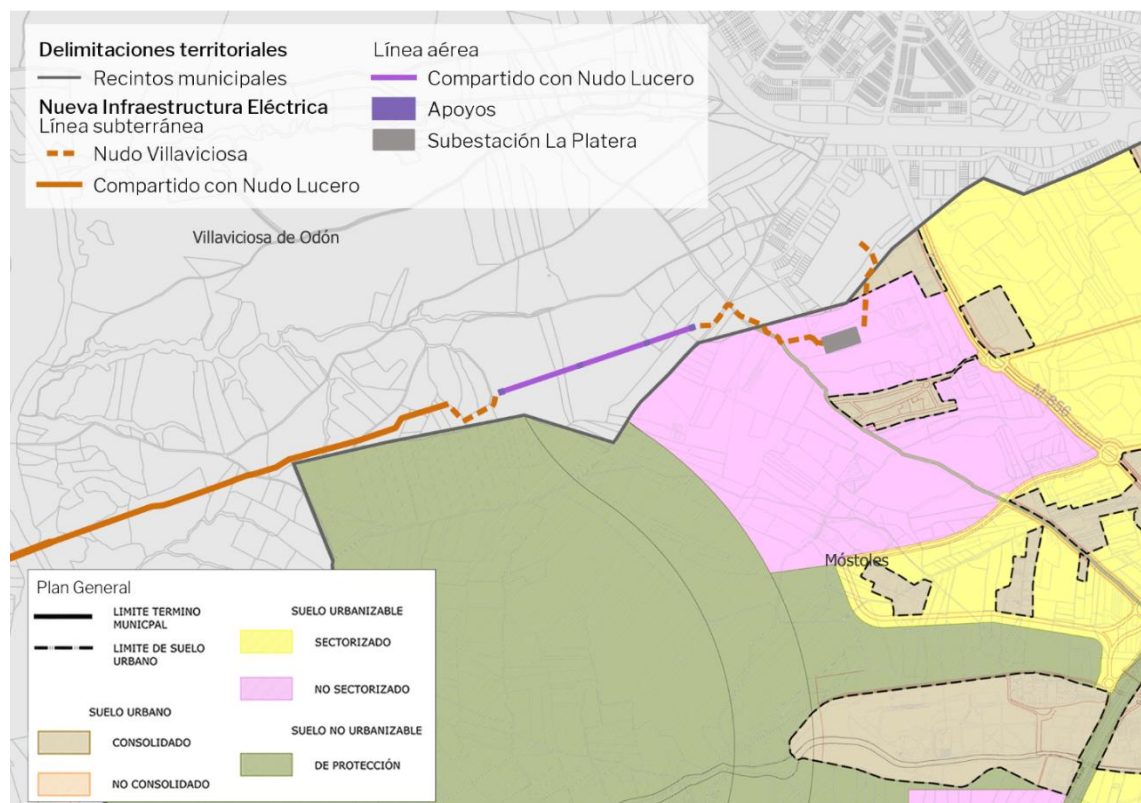 Delimitaciones territoriales
Recintos municipales
Nueva Infraestructura Eléctrica
Línea subterránea
Nudo Villaviciosa
Compartido con Nudo Lucero
Línea aérea
Compartido con Nudo Lucero
Apoyos
Subestación La Platera
Villaviciosa de Odón
M 856
Móstoles
Plan General
LIMITE TERMINO
MUNICPAL
LIMITE DE SUELO
URBANO
SUELO URBANO
CONSOLIDADO
NO CONSOLIDADO
SUELO URBANIZABLE
SECTORIZADO
NO SECTORIZADO
SUELO NO URBANIZABLE
DE PROTECCIÓN